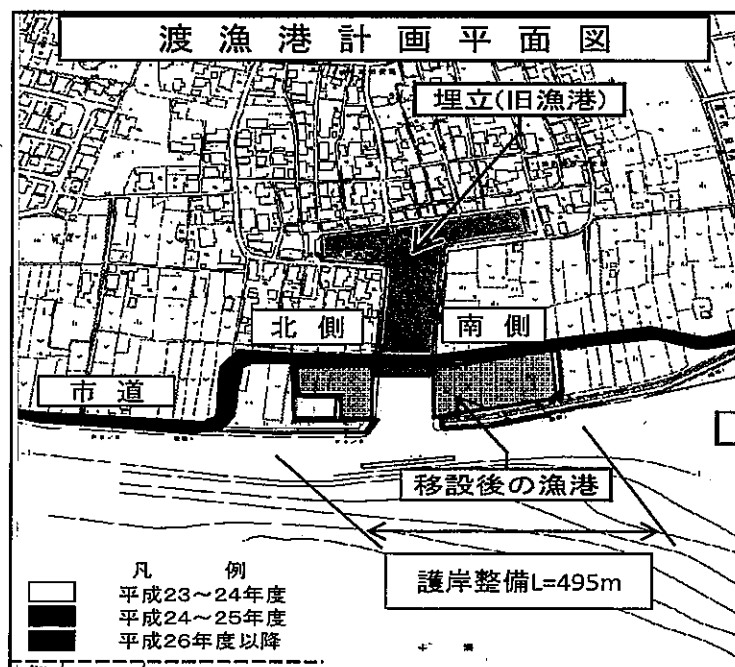 渡漁港計画平面図
埋立(旧漁港)
北側
南側
市道
移設後の漁港
護岸整備L=495m
凡例
平成23～24年度
平成24～25年度
平成26年度以降